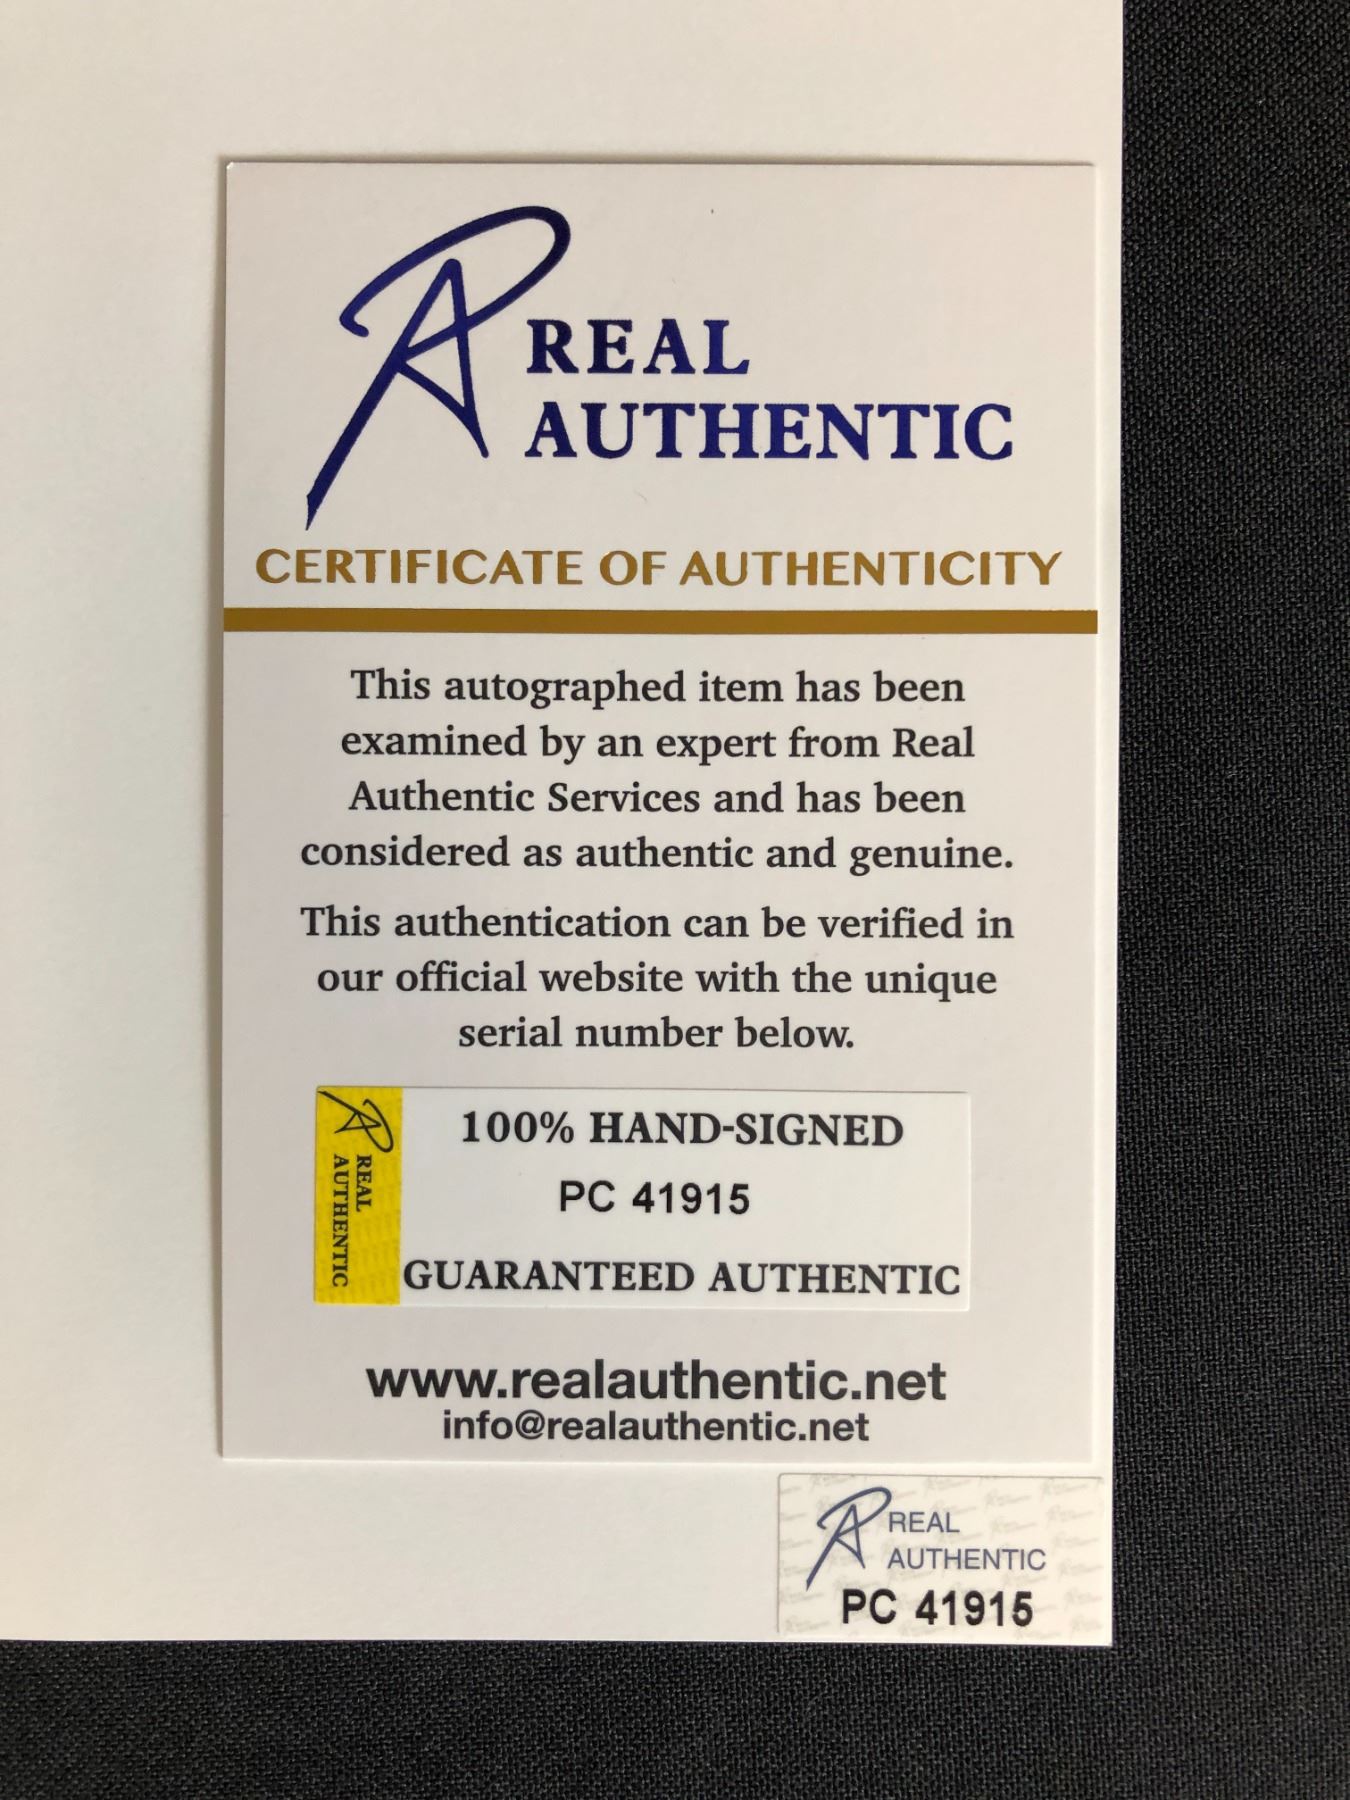 RA REAL
AUTHENTIC
CERTIFICATE OF AUTHENTICITY
This autographed item has been
examined by an expert from Real
Authentic Services and has been
considered as authentic and genuine.
This authentication can be verified in
our official website with the unique
serial number below.
RA REAL
AUTHENTIC
100% HAND-SIGNED
PC 41915
GUARANTEED AUTHENTIC
www.realauthentic.net
info@realauthentic.net
RA REAL
AUTHENTIC
PC 41915